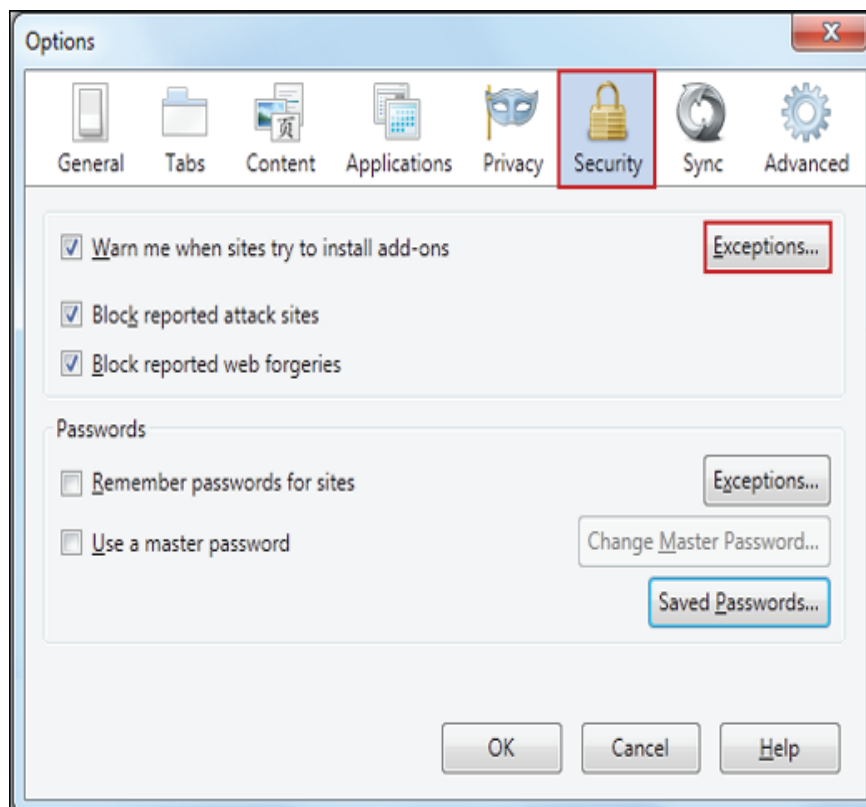 Options
X
General Tabs Content Applications Privacy Security Sync Advanced
页
Warn me when sites try to install add-ons Exceptions...
Block reported attack sites
Block reported web forgeries
Passwords
Remember passwords for sites Exceptions...
Use a master password Change Master Password...
Saved Passwords...
OK Cancel Help